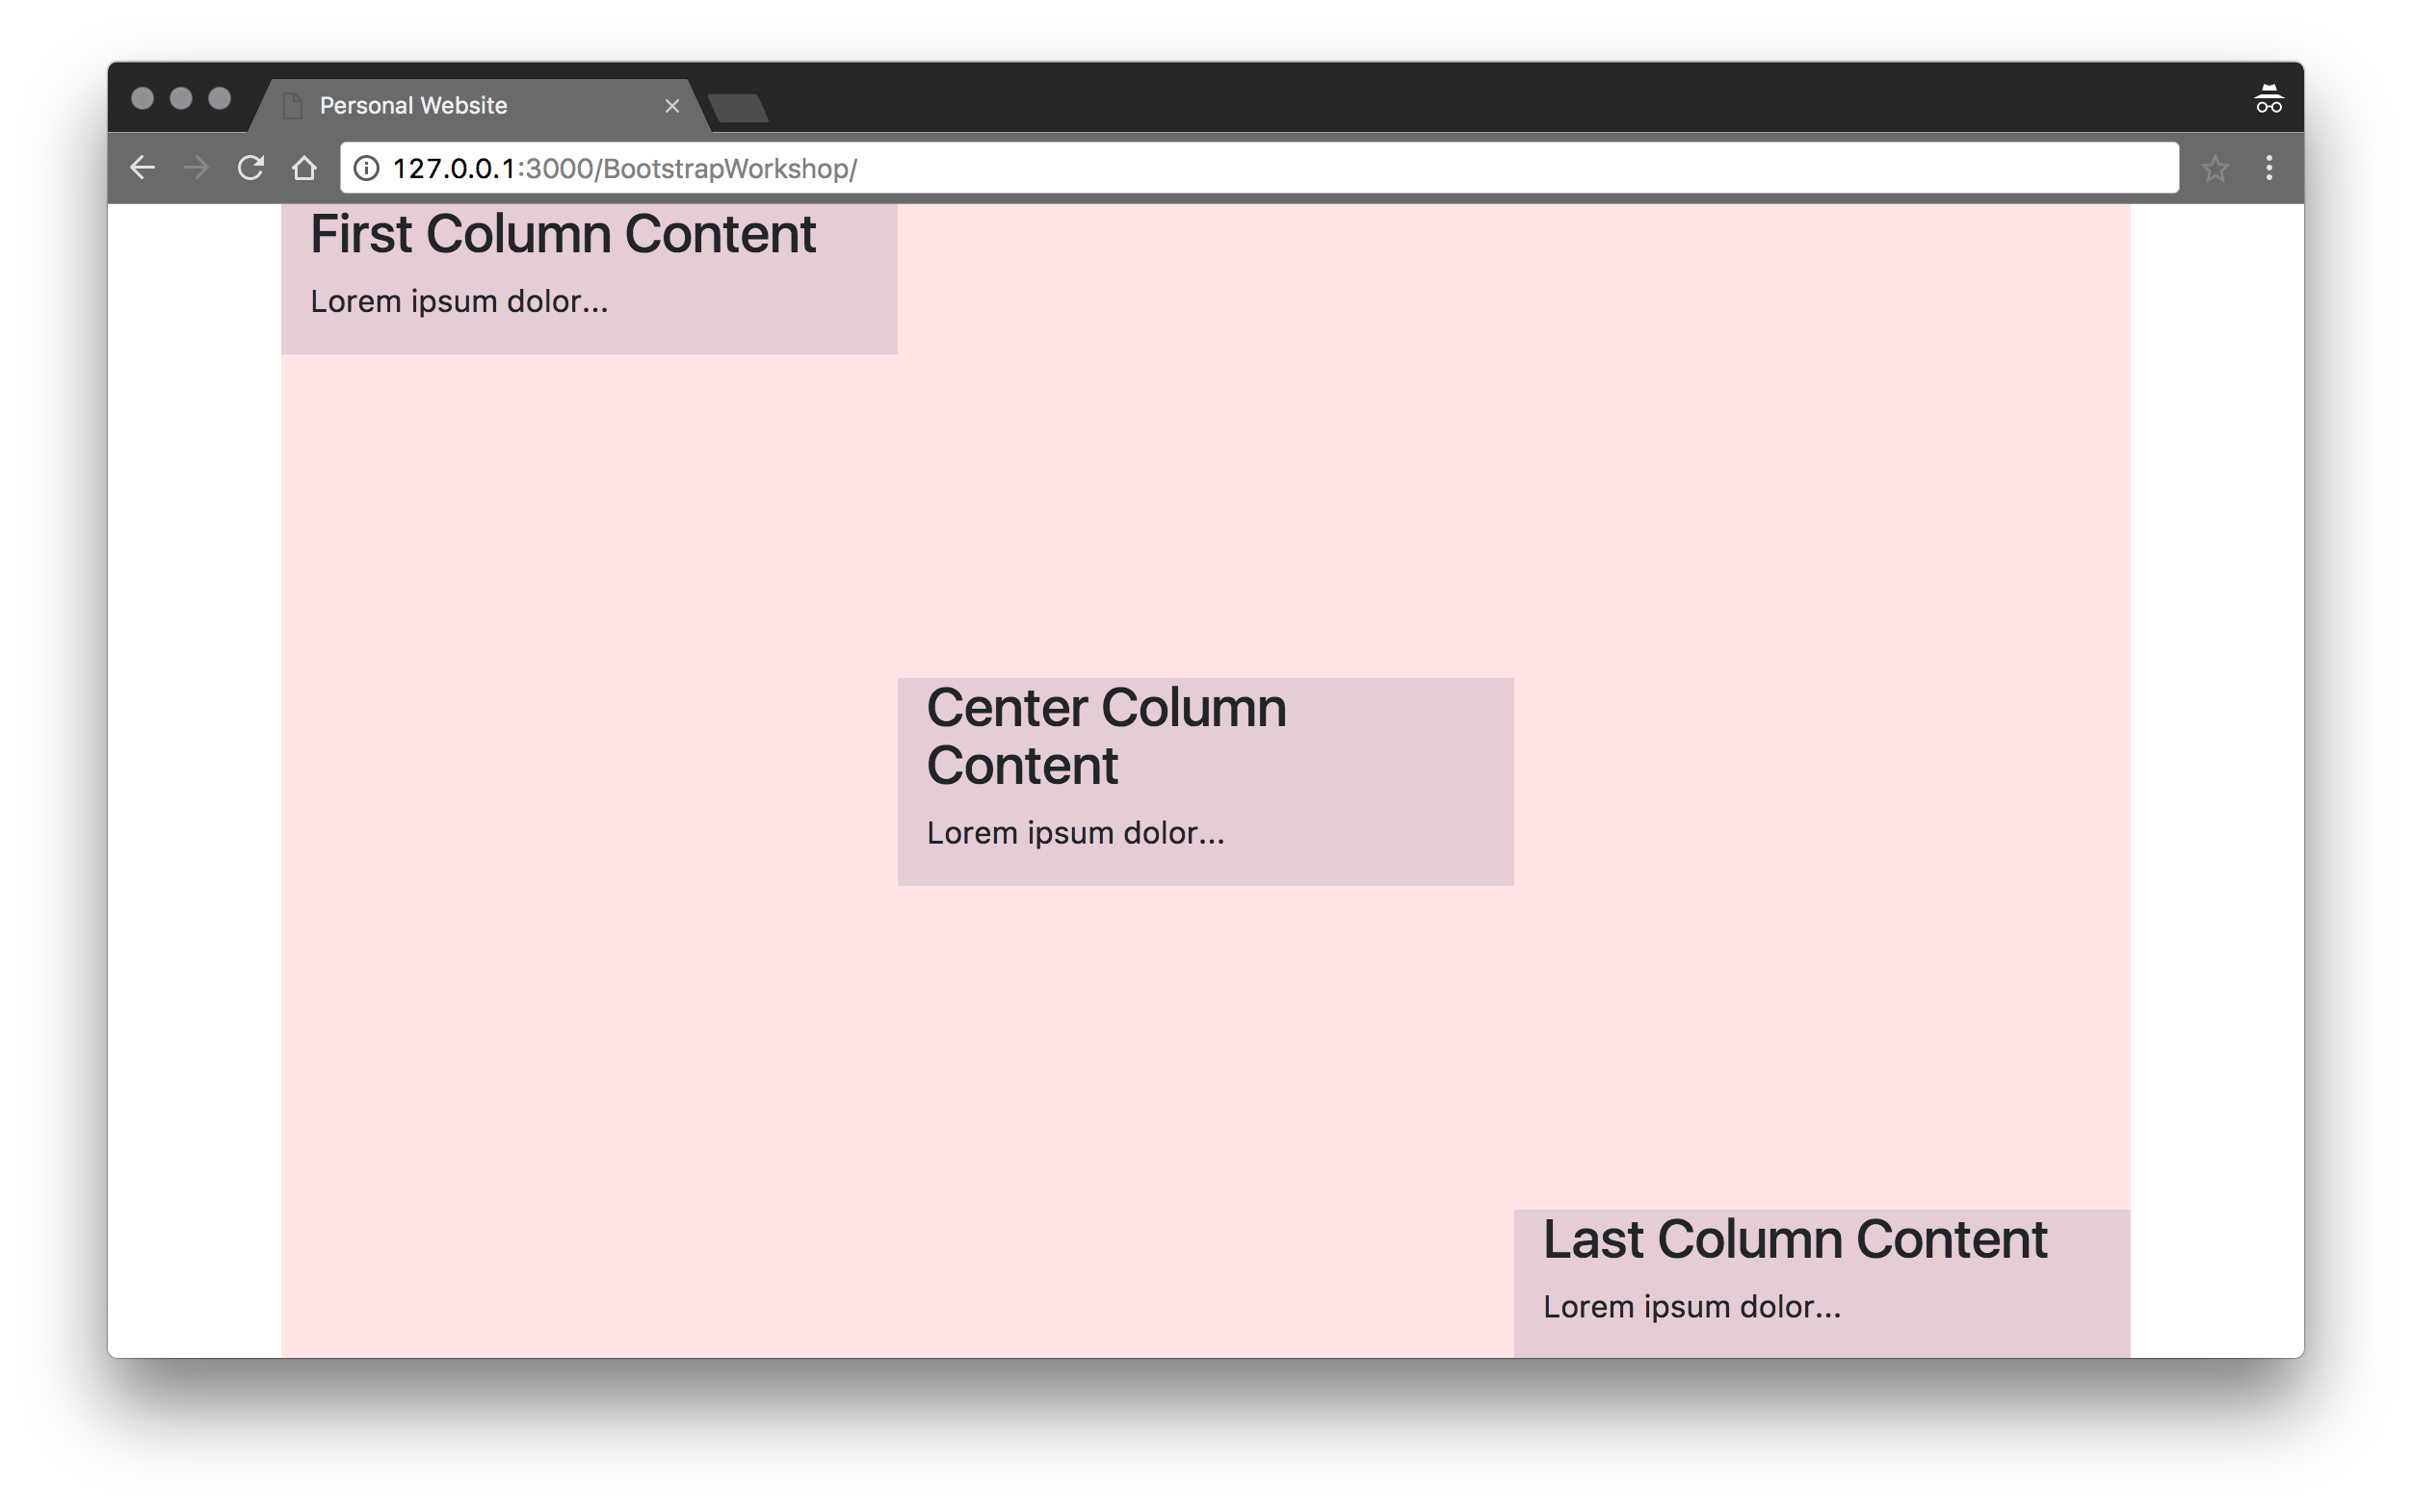 Personal Website
127.0.0.1:3000/BootstrapWorkshop/
First Column Content
Lorem ipsum dolor...
Center Column
Content
Lorem ipsum dolor...
Last Column Content
Lorem ipsum dolor...